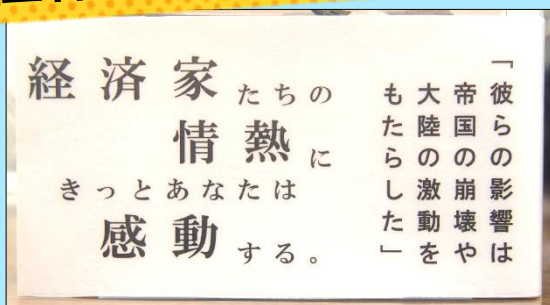 「彼らの影響は
帝国の崩壊や
大陸の激動を
もたらした」
経済家たちの
情熱に
きっとあなたは
感動する。